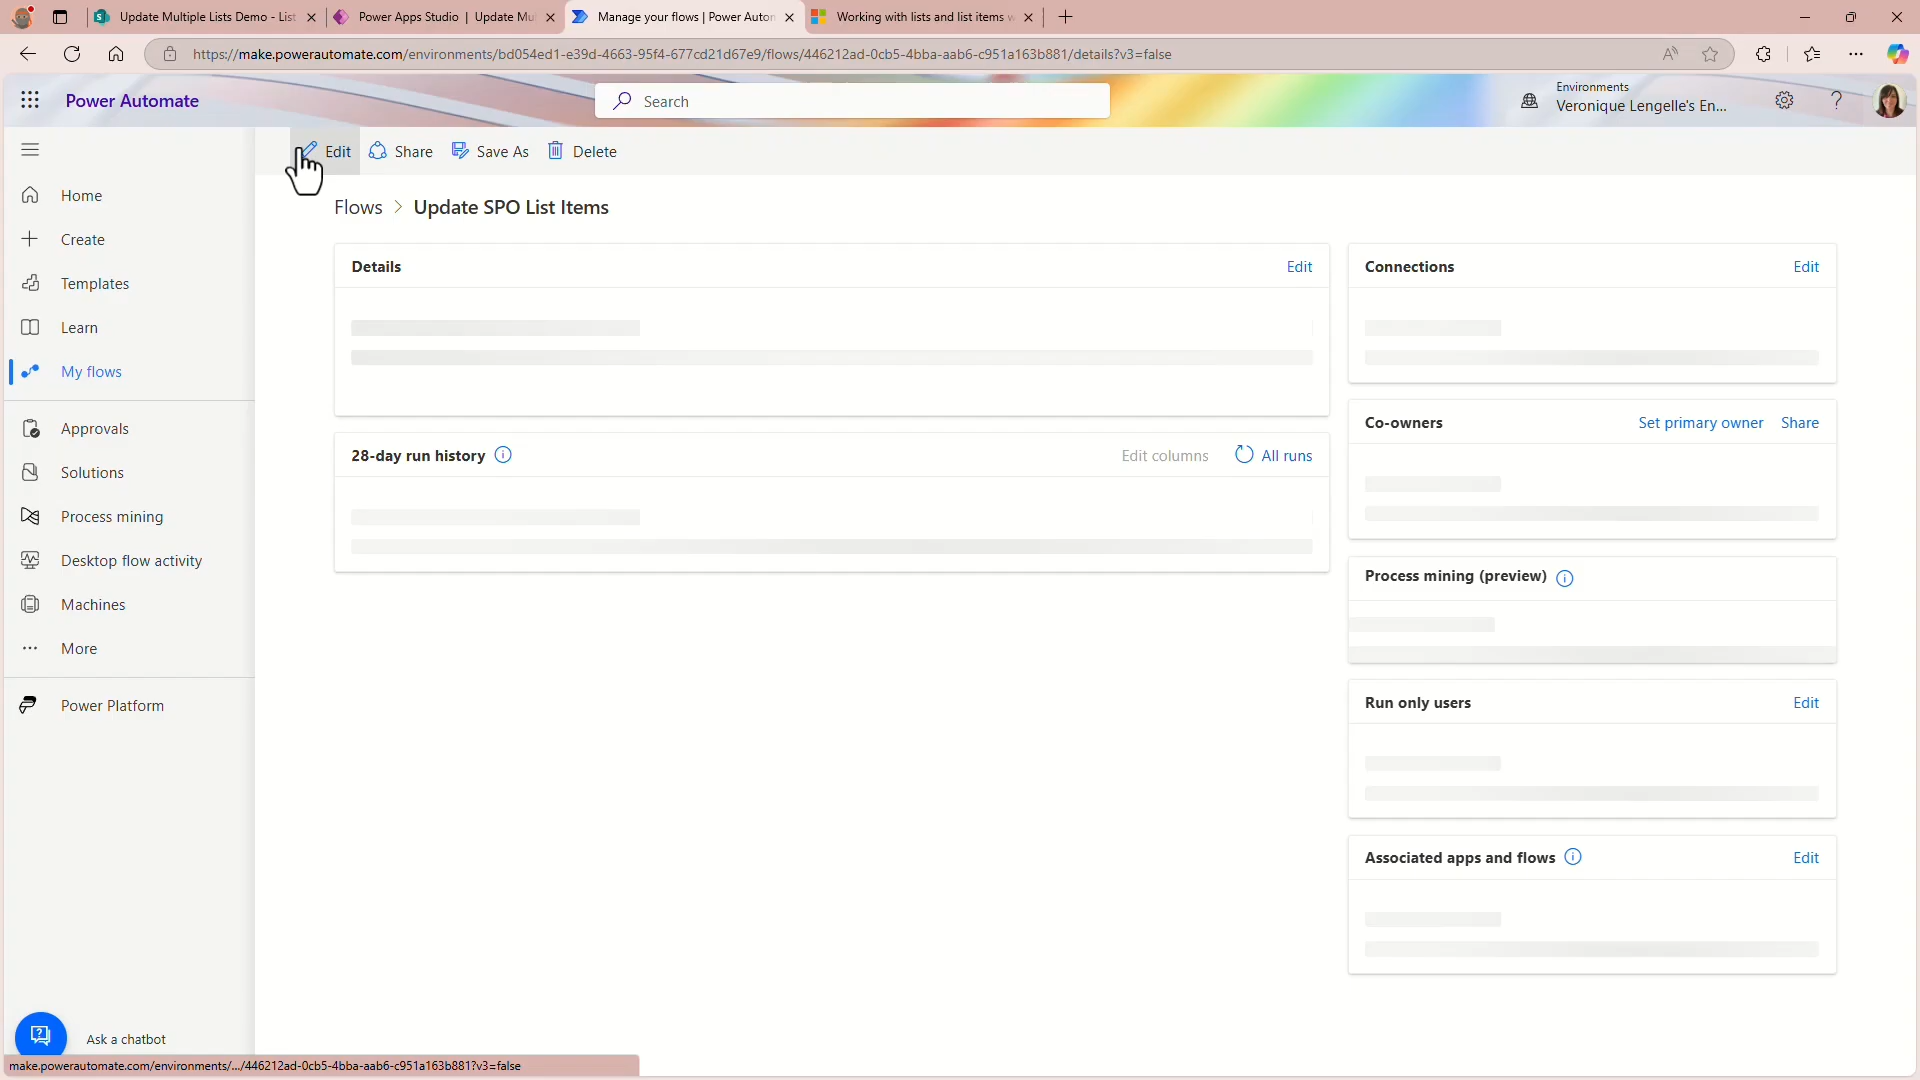 Update Multiple Lists Demo - List
Power Apps Studio | Update Mul
Manage your flows | Power Autom
Working with lists and list items w
https://make.powerautomate.com/environments/bd054ed1-e39d-4663-95f4-677cd21d67e9/flows/446212ad-0cb5-4bba-aab6-c951a163b881/details?v3=false
Power Automate
Search
Environments
Veronique Lengelle's En...
Edit
Share
Save As
Delete
Home
Create
Templates
Learn
My flows
Approvals
Solutions
Process mining
Desktop flow activity
Machines
More
Power Platform
Ask a chatbot
Flows > Update SPO List Items
Details
Edit
28-day run history
Edit columns
All runs
Connections
Edit
Co-owners
Set primary owner
Share
Process mining (preview)
Run only users
Edit
Associated apps and flows
Edit
make.powerautomate.com/environments/.../446212ad-0cb5-4bba-aab6-c951a163b881?v3=false